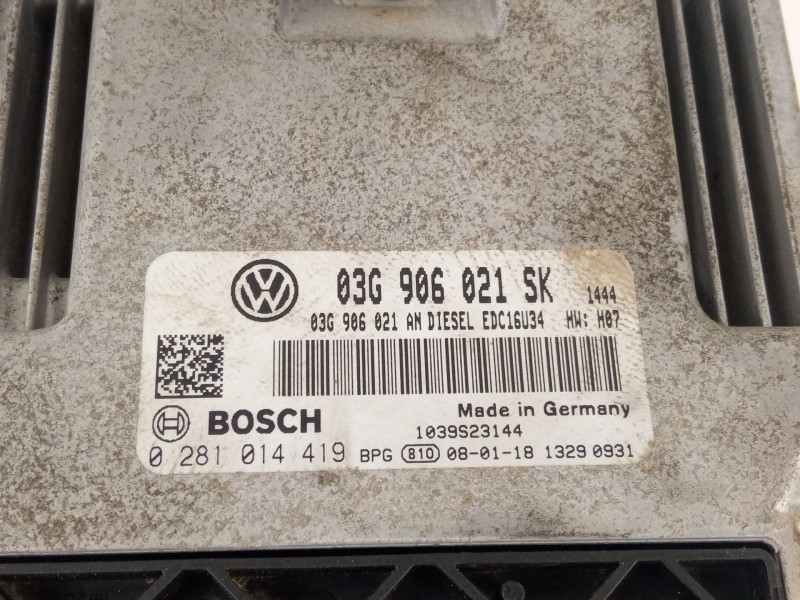 03G 906 021 SK 1444
03G 906 021 AN DIESEL EDC16U34 HW: H07
Made in Germany
BOSCH
1039S23144
0 281 014 419 BPG 810 08-01-18 1329 0931